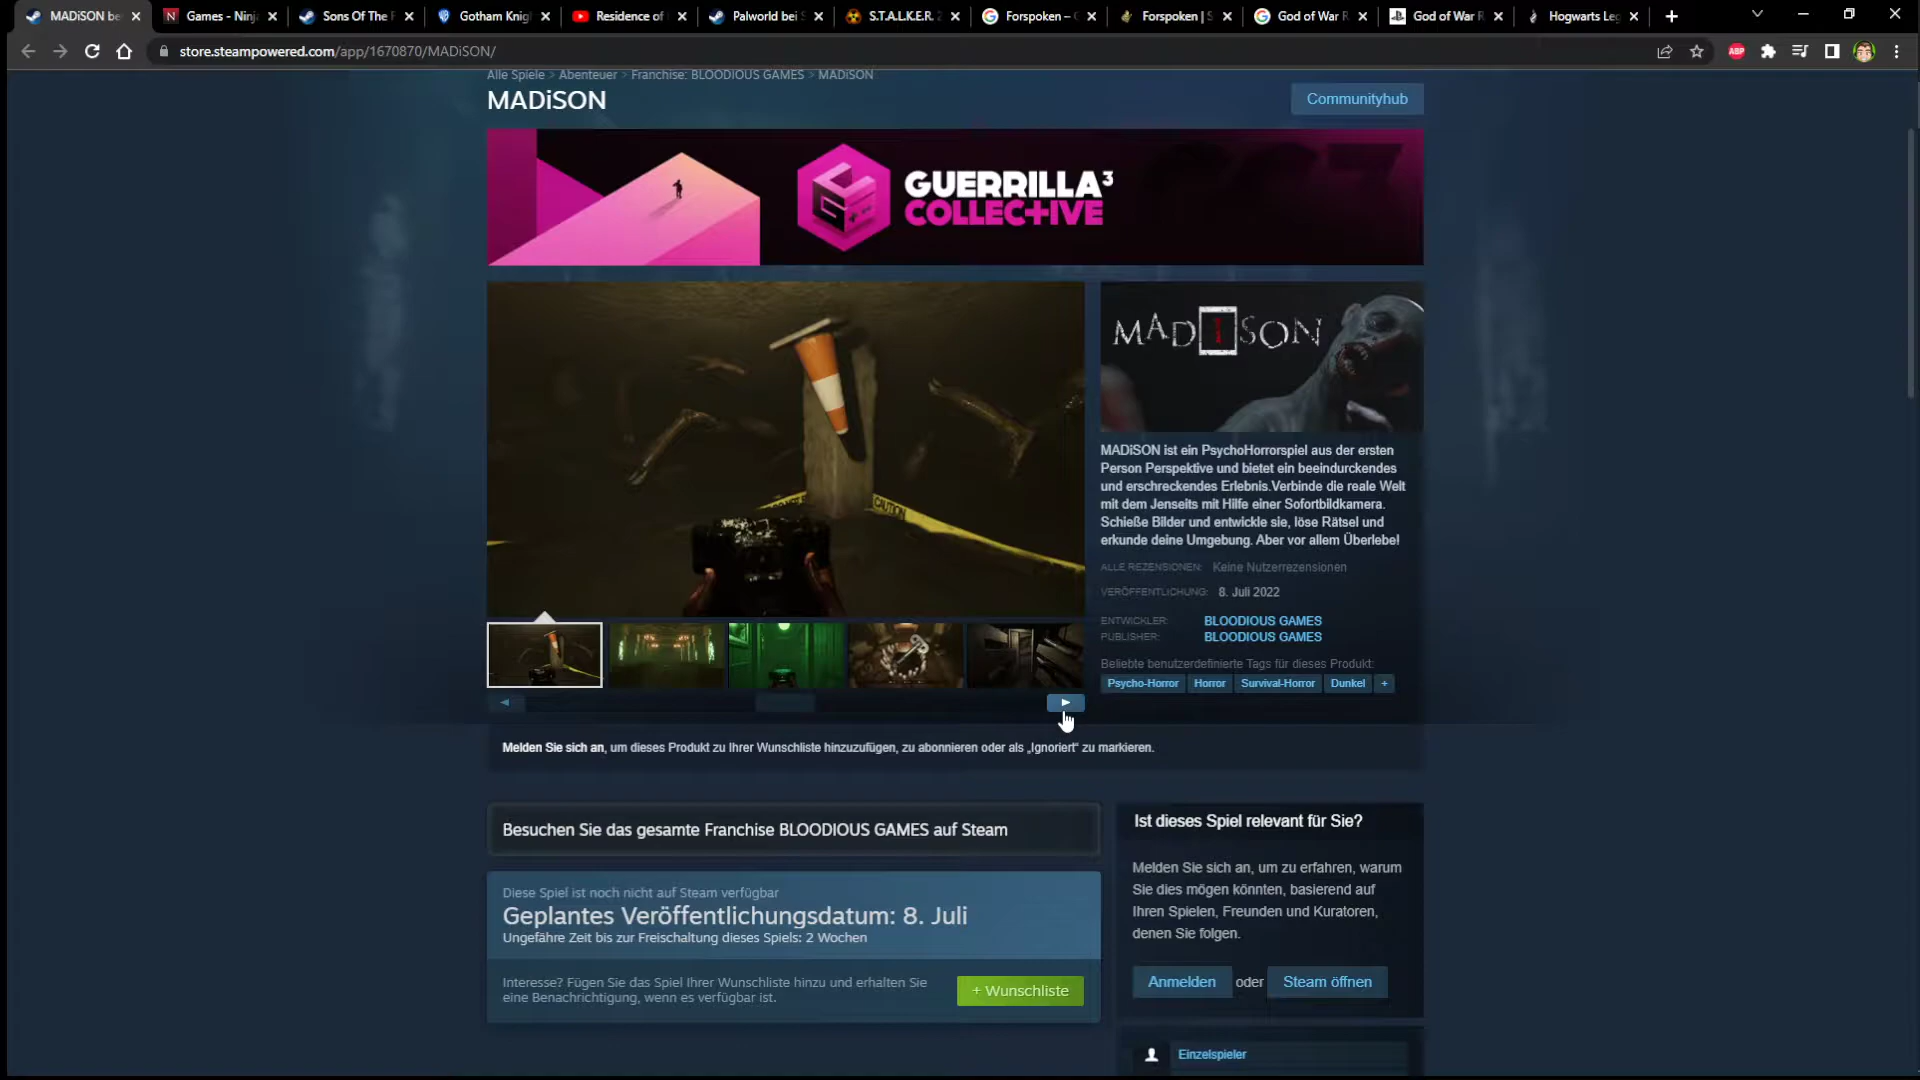 MADiSON be
Games - Ninj
Sons Of The F
Gotham Knig
Residence of
Palworld bei S
S.T.A.L.K.E.R. 2
Forspoken – G
Forspoken | S
God of War R
God of War R
Hogwarts Leg
store.steampowered.com/app/1670870/MADiSON/
ABP
Alle Spiele > Abenteuer > Franchise: BLOODIOUS GAMES > MADiSON
MADiSON
Communityhub
GUERRILLA³
COLLEC+IVE
CAUTION
MADiSON
MADiSON ist ein PsychoHorrorspiel aus der ersten
Person Perspektive und bietet ein beeindurckendes
und erschreckendes Erlebnis.Verbinde die reale Welt
mit dem Jenseits mit Hilfe einer Sofortbildkamera.
Schieße Bilder und entwickle sie, löse Rätsel und
erkunde deine Umgebung. Aber vor allem Überlebe!
ALLE REZENSIONEN: Keine Nutzerrezensionen
VERÖFFENTLICHUNG: 8. Juli 2022
ENTWICKLER: BLOODIOUS GAMES
PUBLISHER: BLOODIOUS GAMES
Beliebte benutzerdefinierte Tags für dieses Produkt:
Psycho-Horror Horror Survival-Horror Dunkel +
Melden Sie sich an, um dieses Produkt zu Ihrer Wunschliste hinzuzufügen, zu abonnieren oder als „Ignoriert“ zu markieren.
Besuchen Sie das gesamte Franchise BLOODIOUS GAMES auf Steam
Diese Spiel ist noch nicht auf Steam verfügbar
Geplantes Veröffentlichungsdatum: 8. Juli
Ungefähre Zeit bis zur Freischaltung dieses Spiels: 2 Wochen
Interesse? Fügen Sie das Spiel Ihrer Wunschliste hinzu und erhalten Sie
eine Benachrichtigung, wenn es verfügbar ist.
+ Wunschliste
Ist dieses Spiel relevant für Sie?
Melden Sie sich an, um zu erfahren, warum
Sie dies mögen könnten, basierend auf
Ihren Spielen, Freunden und Kuratoren,
denen Sie folgen.
Anmelden oder Steam öffnen
Einzelspieler